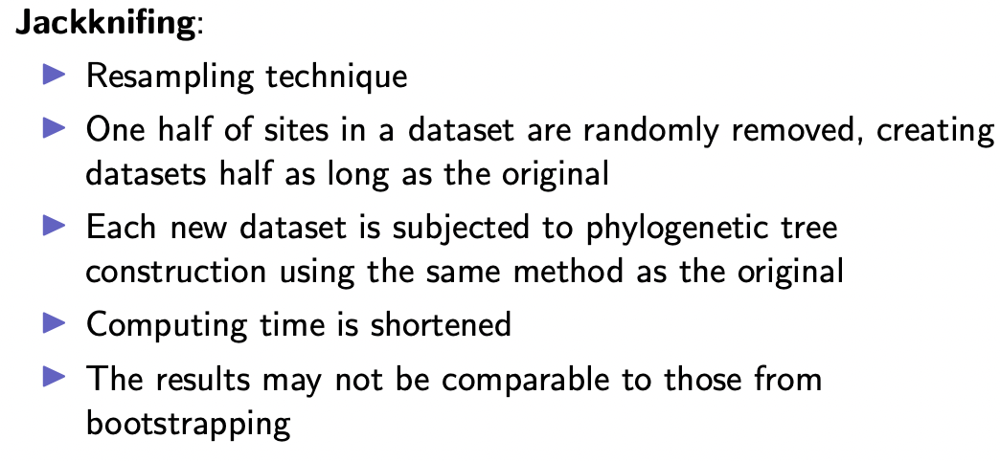 Jackknifing:
Resampling technique
One half of sites in a dataset are randomly removed, creating
datasets half as long as the original
Each new dataset is subjected to phylogenetic tree
construction using the same method as the original
Computing time is shortened
The results may not be comparable to those from
bootstrapping